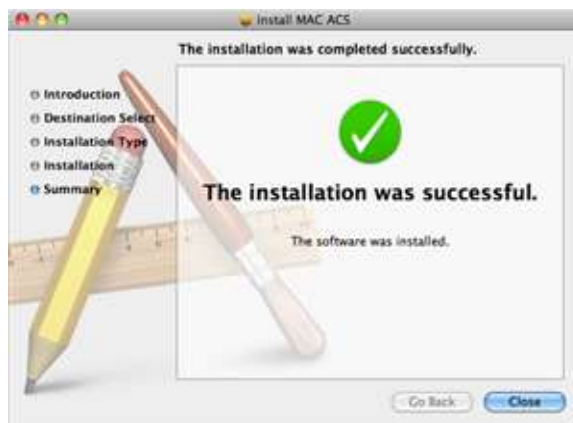 Install MAC ACS
The installation was completed successfully.
Introduction
Destination Select
Installation Type
Installation
Summary
The installation was successful.
The software was installed.
Go Back
Close